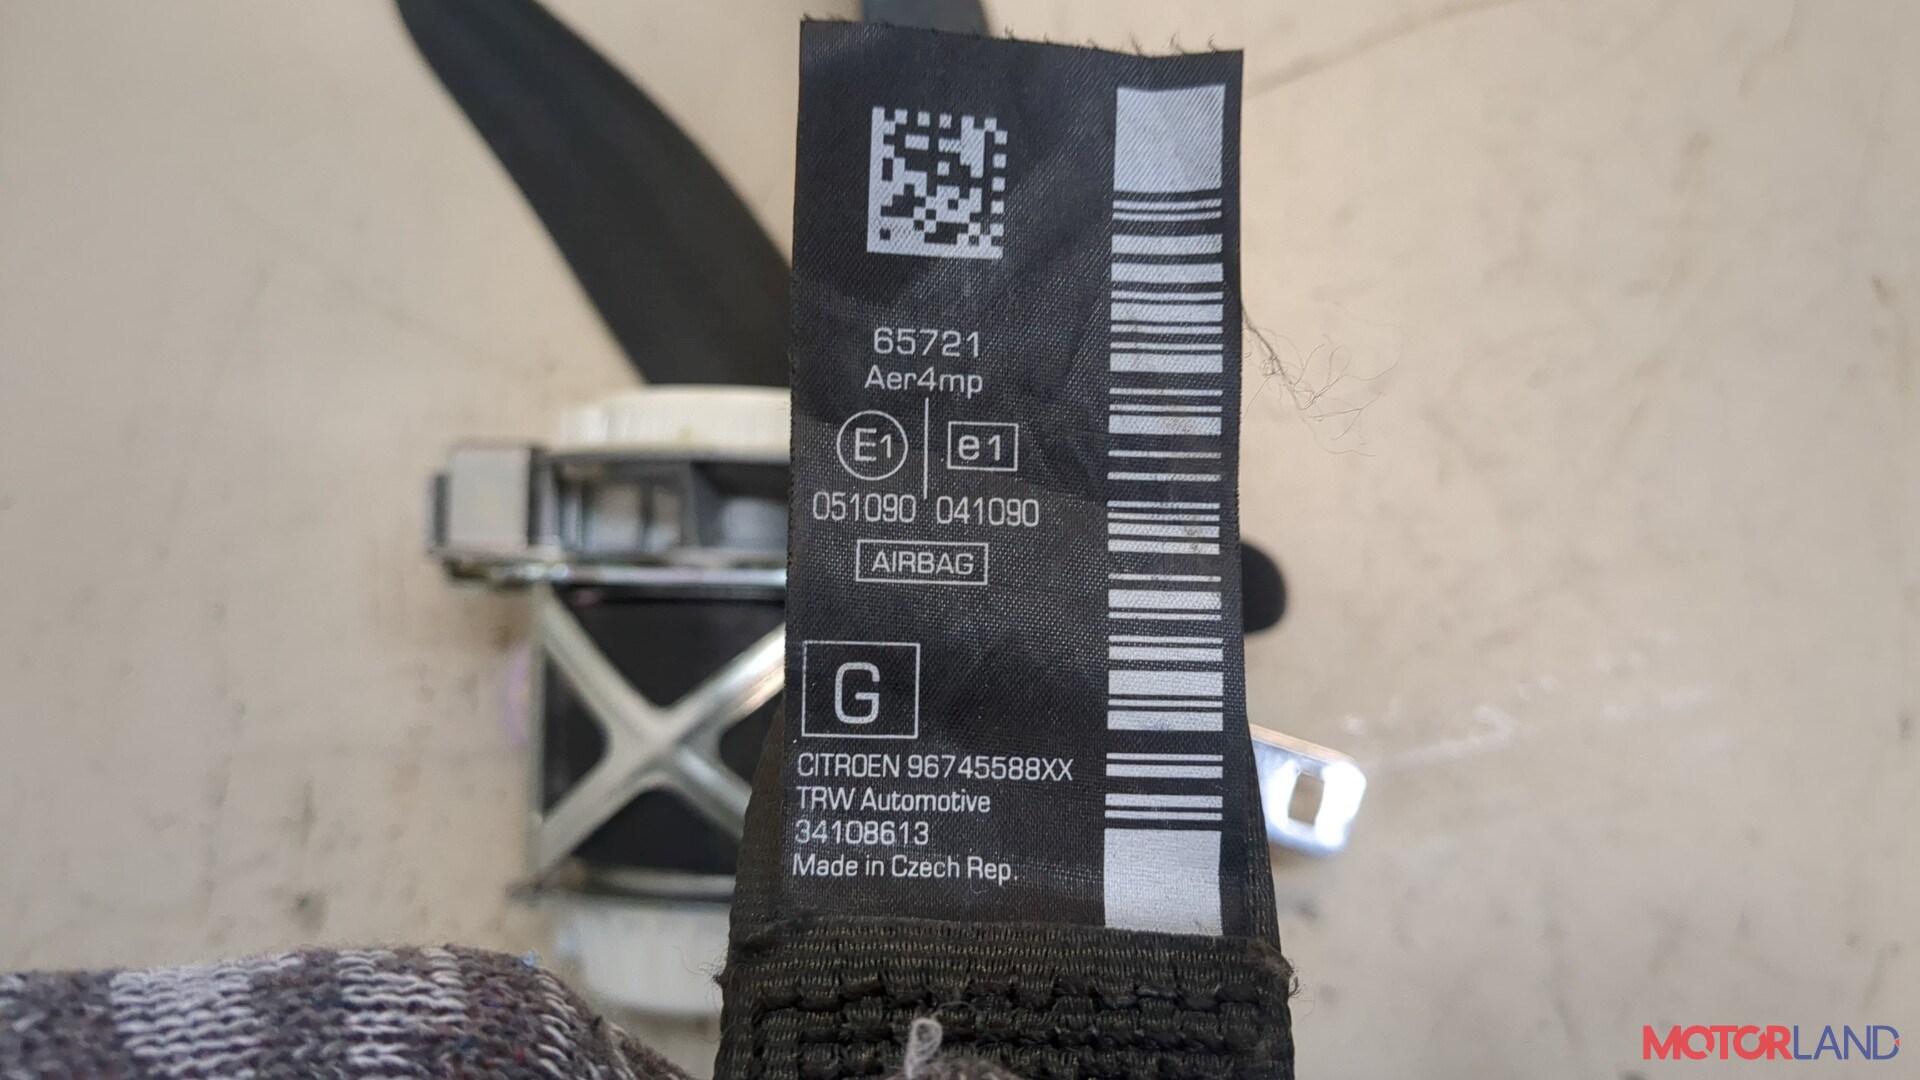 65721
Aer4mp
E1 e1
051090 041090
AIRBAG
G
CITROEN 96745588XX
TRW Automotive
34108613
Made in Czech Rep.
MOTORLAND